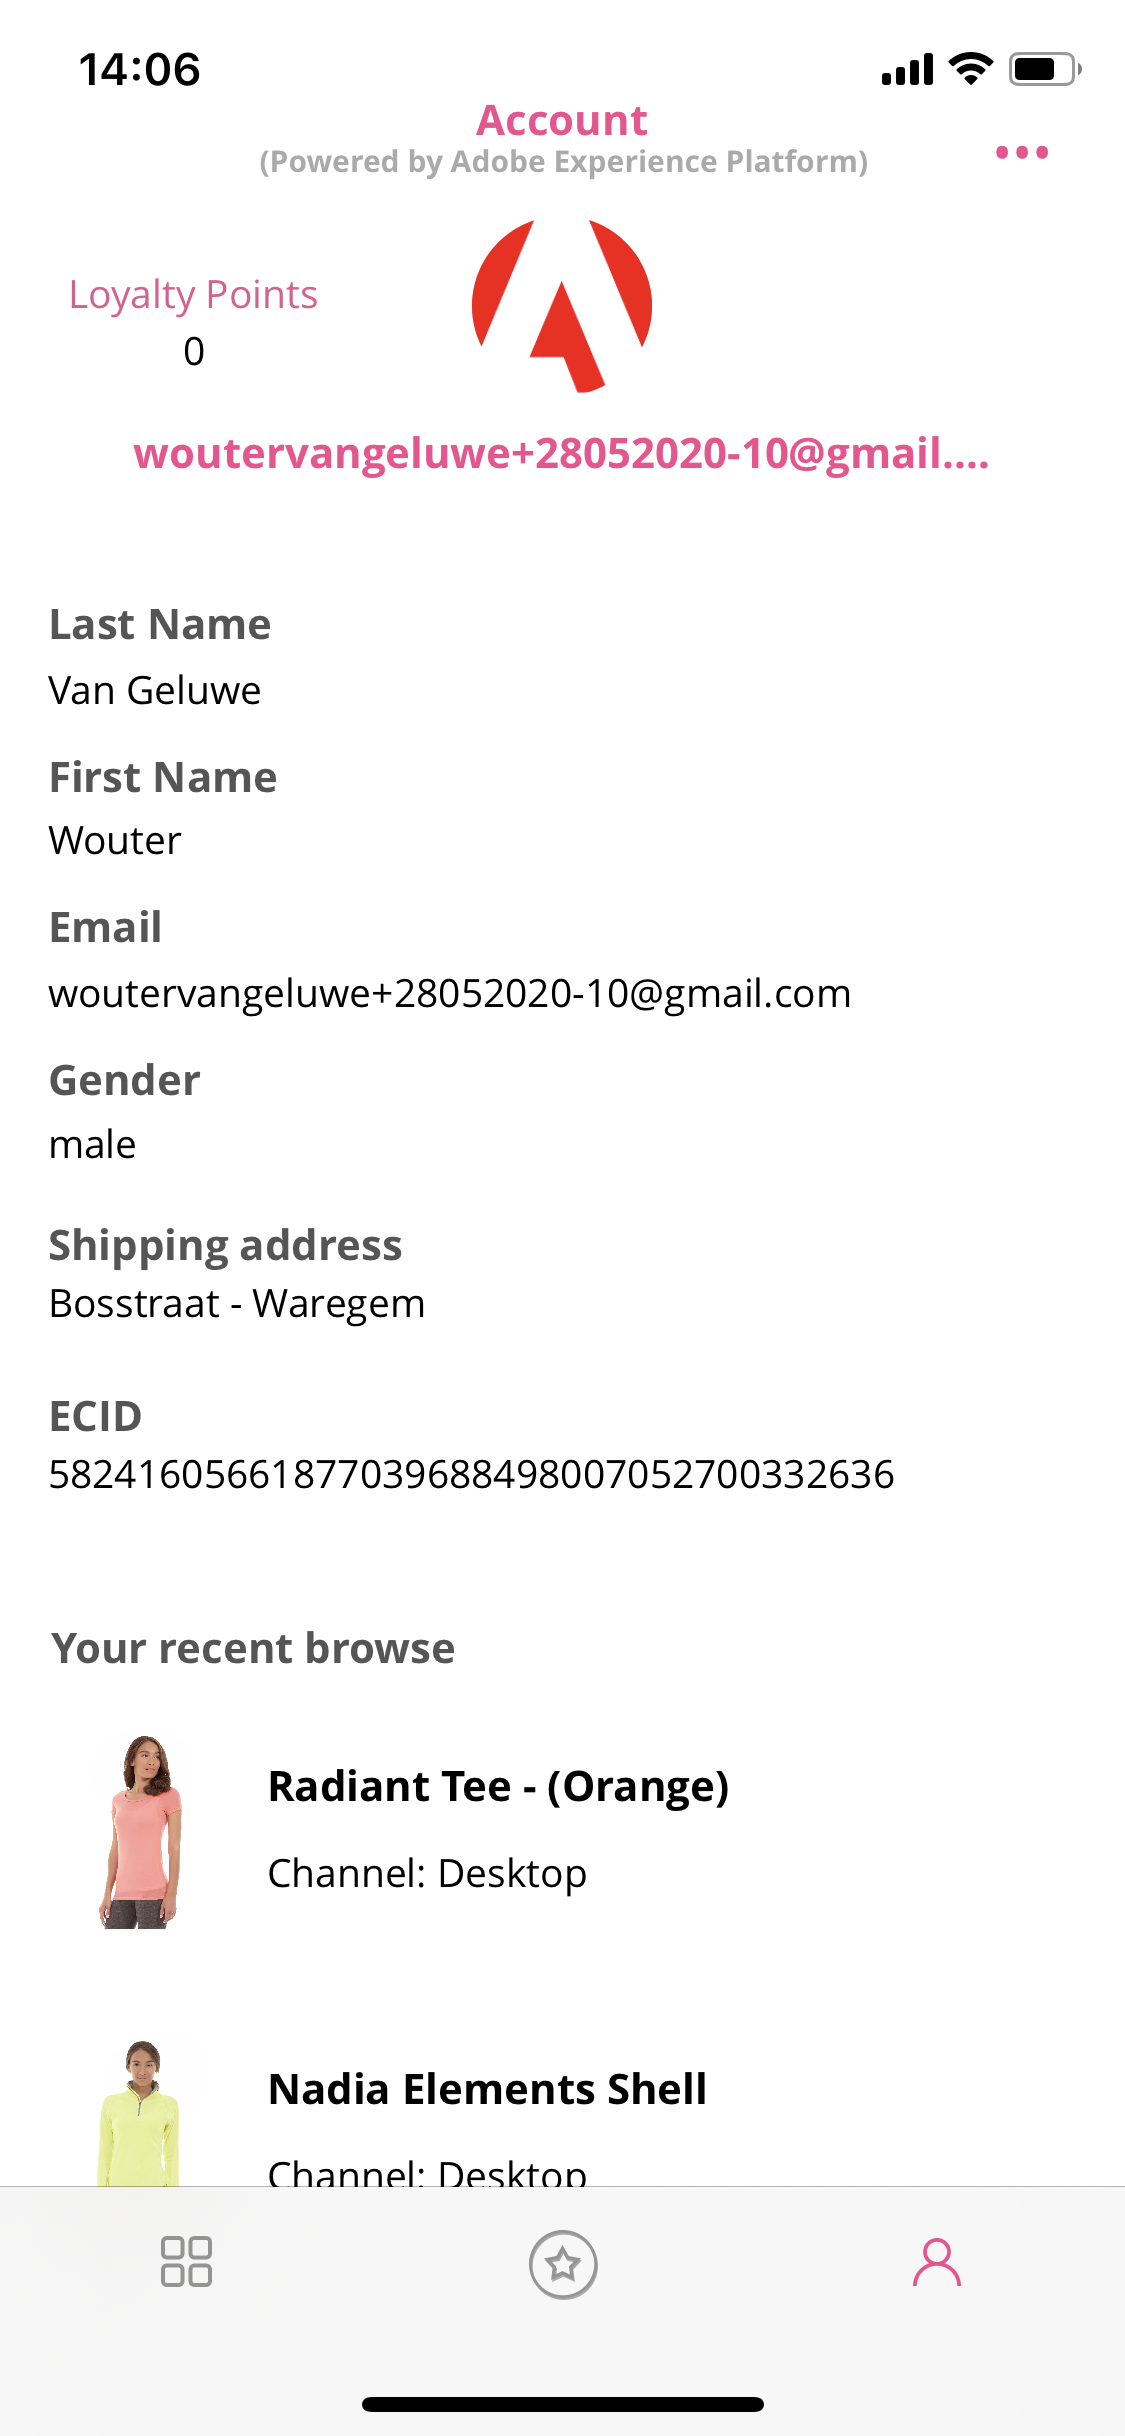 14:06
Account
(Powered by Adobe Experience Platform)
Loyalty Points
0
woutervangeluwe+28052020-10@gmail....
Last Name
Van Geluwe
First Name
Wouter
Email
woutervangeluwe+28052020-10@gmail.com
Gender
male
Shipping address
Bosstraat - Waregem
ECID
58241605661877039688498007052700332636
Your recent browse
Radiant Tee - (Orange)
Channel: Desktop
Nadia Elements Shell
Channel: Desktop